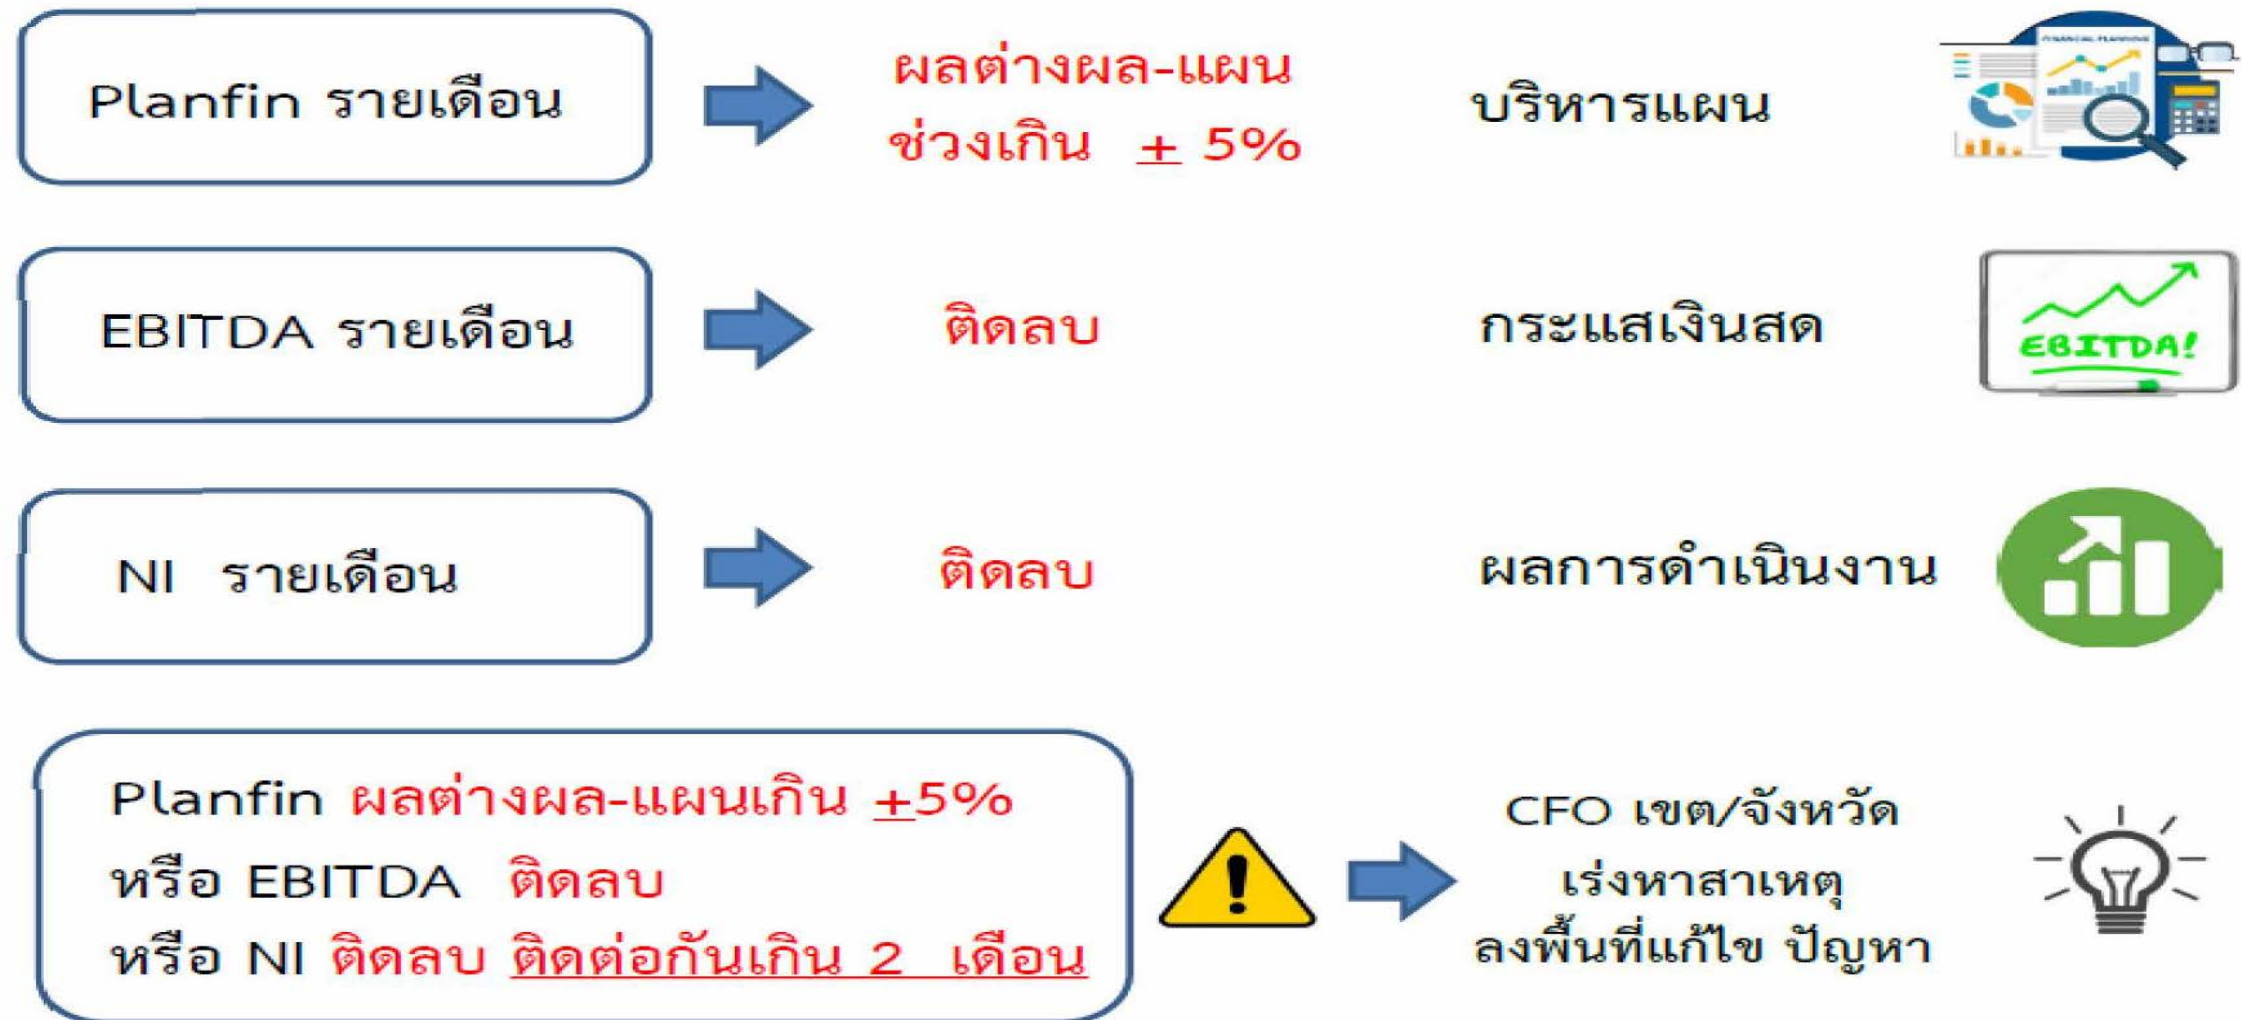 Planfin รายเดือน
ผลต่างผล-แผน
ช่วงเกิน ± 5%
บริหารแผน
FINANCIAL PLANNING
EBITDA รายเดือน
ติดลบ
กระแสเงินสด
EBITDA!
NI รายเดือน
ติดลบ
ผลการดำเนินงาน
Planfin ผลต่างผล-แผนเกิน ±5%
หรือ EBITDA ติดลบ
หรือ NI ติดลบ ติดต่อกันเกิน 2 เดือน
!
CFO เขต/จังหวัด
เร่งหาสาเหตุ
ลงพื้นที่แก้ไข ปัญหา